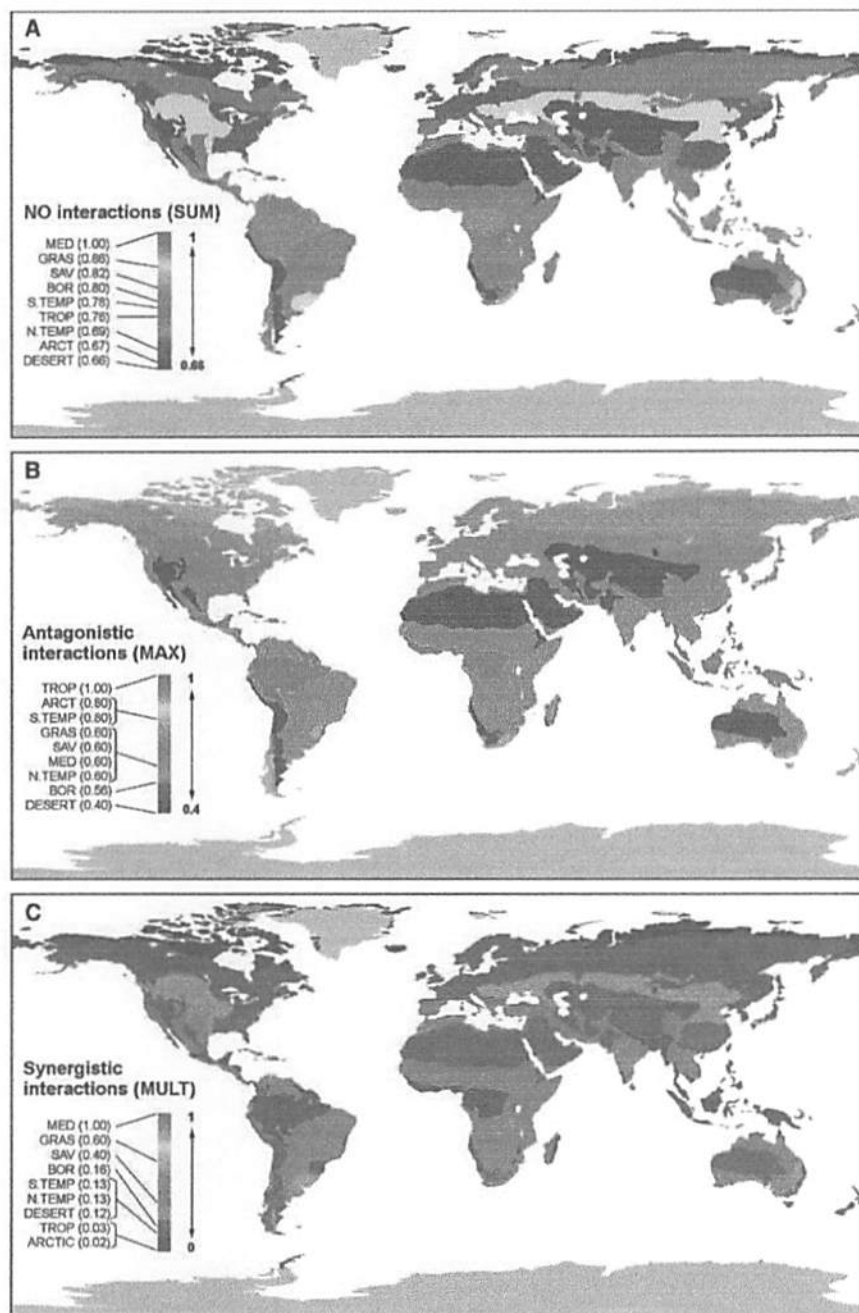 A
NO interactions (SUM)
MED (1.00)
GRAS (0.86)
SAV (0.82)
BOR (0.80)
S.TEMP (0.78)
TROP (0.76)
N.TEMP (0.69)
ARCT (0.67)
DESERT (0.66)
1
0.66
B
Antagonistic
interactions (MAX)
TROP (1.00)
ARCT (0.80)
S.TEMP (0.80)
GRAS (0.60)
SAV (0.60)
MED (0.60)
N.TEMP (0.60)
BOR (0.56)
DESERT (0.40)
1
0.4
C
Synergistic
interactions (MULT)
MED (1.00)
GRAS (0.60)
SAV (0.40)
BOR (0.16)
S.TEMP (0.13)
N.TEMP (0.13)
DESERT (0.12)
TROP (0.03)
ARCTIC (0.02)
1
0